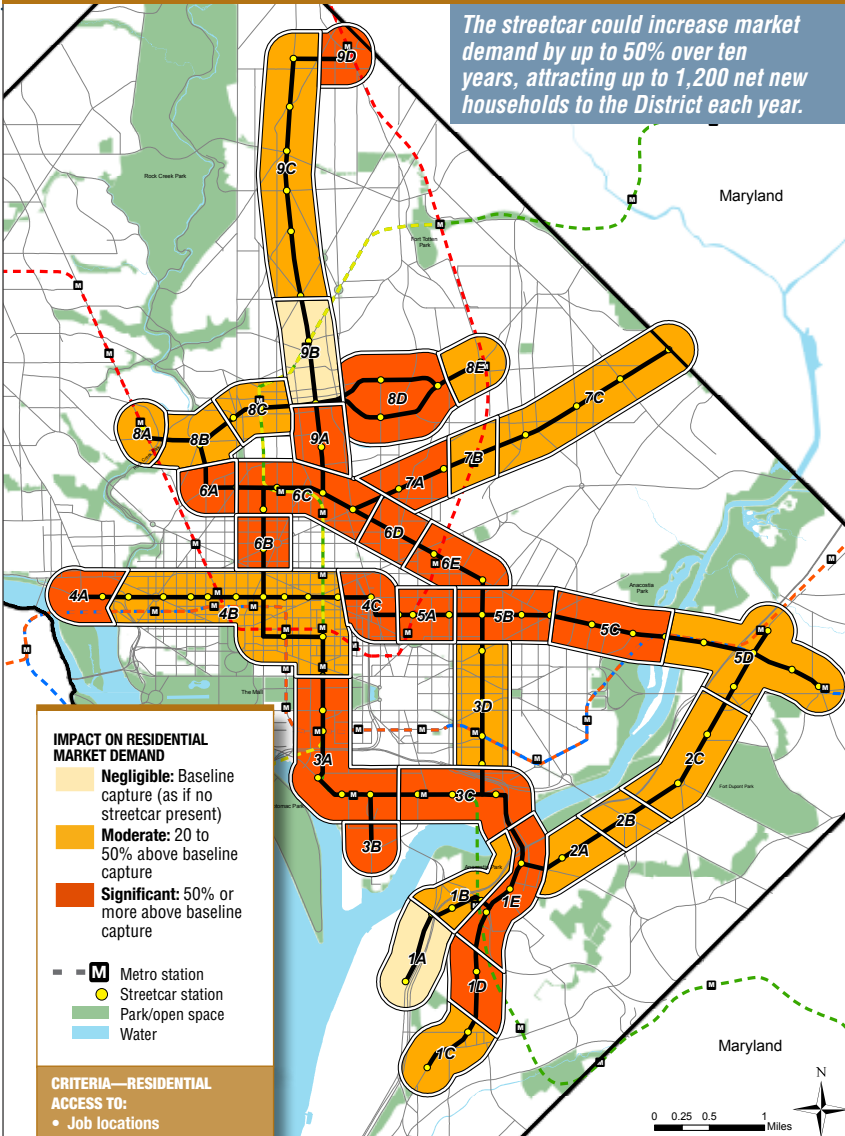 The streetcar could increase market
demand by up to 50% over ten
years, attracting up to 1,200 net new
households to the District each year.
9D
M
Rock Creek Park
9C
Maryland
M
M
Fort Totten
Park
M
M
9B
8E
8D
7C
M
8C
M
8A
8B
9A
7B
M
7A
6A
6C
M
6D
6B
6E
M
M
M
Anacostia
Park
4A
4B
M
M
M
4C
5A
5B
5C
M
M
M
M
5D
M
M
The Mall
M
3D
M
M
M
M
M
M
3A
2C
M
Fort Dupont Park
Potomac Park
M
M
M
3C
3B
2B
2A
Anacostia Park
1B
M
1E
1A
1D
M
M
1C
M
Maryland
IMPACT ON RESIDENTIAL
MARKET DEMAND
Negligible: Baseline
capture (as if no
streetcar present)
Moderate: 20 to
50% above baseline
capture
Significant: 50% or
more above baseline
capture
M Metro station
Streetcar station
Park/open space
Water
CRITERIA—RESIDENTIAL
ACCESS TO:
• Job locations
N
0 0.25 0.5 1
Miles